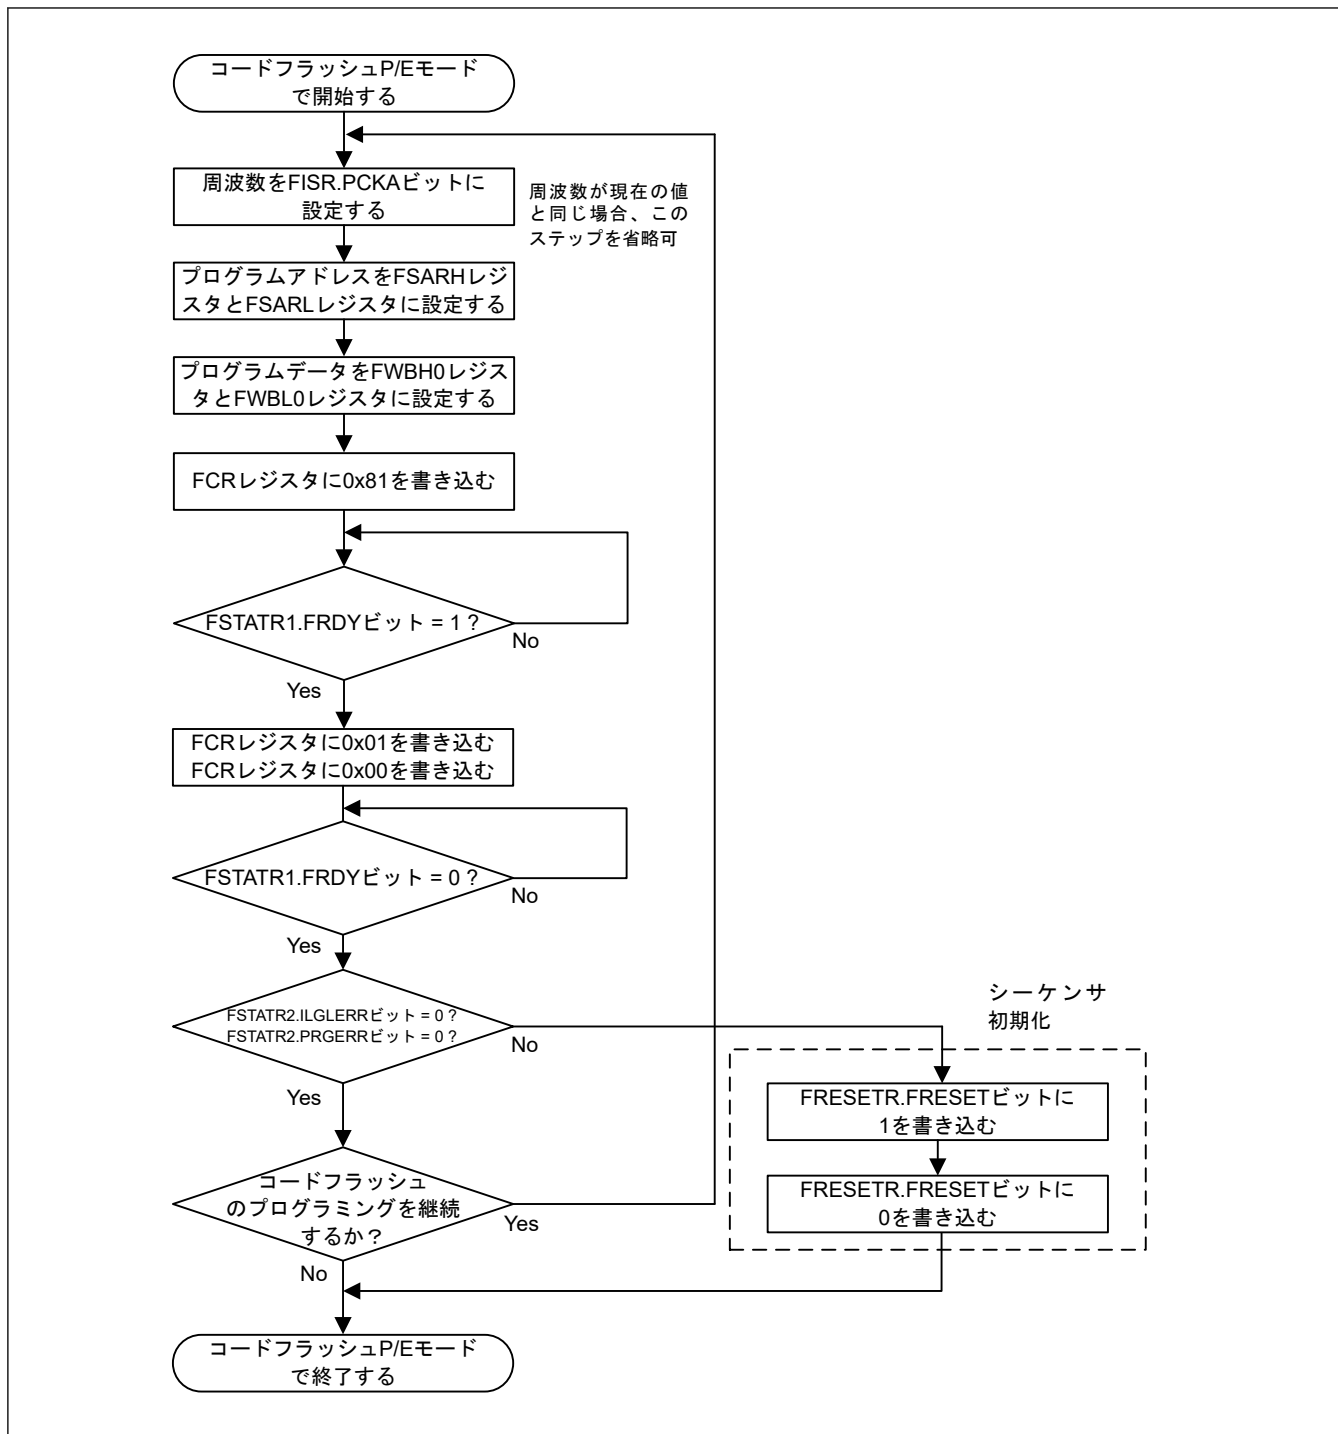 コードフラッシュP/Eモード
で開始する
周波数をFISR.PCKAビットに
設定する
周波数が現在の値
と同じ場合、この
ステップを省略可
プログラムアドレスをFSARHレジ
スタとFSARLレジスタに設定する
プログラムデータをFWBH0レジス
タとFWBL0レジスタに設定する
FCRレジスタに0x81を書き込む
FSTATR1.FRDYビット = 1 ?
No
Yes
FCRレジスタに0x01を書き込む
FCRレジスタに0x00を書き込む
FSTATR1.FRDYビット = 0 ?
No
Yes
FSTATR2.ILGLERRビット = 0 ?
FSTATR2.PRGERRビット = 0 ?
No
Yes
シーケンサ
初期化
FRESETR.FRESETビットに
1を書き込む
FRESETR.FRESETビットに
0を書き込む
コードフラッシュ
のプログラミングを継続
するか？
Yes
No
コードフラッシュP/Eモード
で終了する